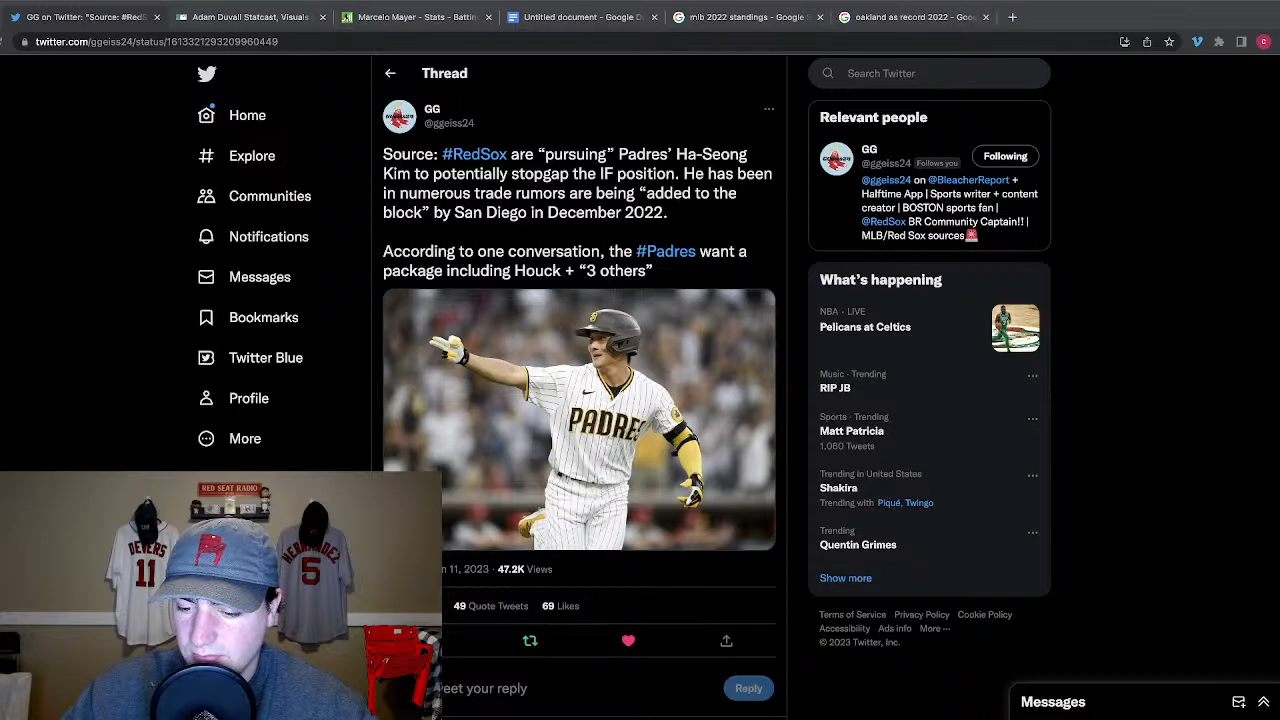 GG on Twitter: "Source: #RedS
Adam Duvall Statcast, Visuals
Marcelo Mayer - Stats - Battin
Untitled document - Google D
mlb 2022 standings - Google S
oakland as record 2022 - Goo
twitter.com/ggeiss24/status/1613321293209960449
Home
Explore
Communities
Notifications
Messages
Bookmarks
Twitter Blue
Profile
More
Thread
GG
@ggeiss24
Source: #RedSox are “pursuing” Padres’ Ha-Seong
Kim to potentially stopgap the IF position. He has been
in numerous trade rumors are being “added to the
block” by San Diego in December 2022.
According to one conversation, the #Padres want a
package including Houck + “3 others”
PADRES
n 11, 2023 · 47.2K Views
49 Quote Tweets 69 Likes
eet your reply
Reply
Search Twitter
Relevant people
GG
@ggeiss24 Follows you
Following
@ggeiss24 on @BleacherReport +
Halftime App | Sports writer + content
creator | BOSTON sports fan |
@RedSox BR Community Captain!! |
MLB/Red Sox sources
What’s happening
NBA · LIVE
Pelicans at Celtics
Music · Trending
RIP JB
Sports · Trending
Matt Patricia
1,060 Tweets
Trending in United States
Shakira
Trending with Piqué, Twingo
Trending
Quentin Grimes
Show more
Terms of Service Privacy Policy Cookie Policy
Accessibility Ads info More ···
© 2023 Twitter, Inc.
Messages
RED SEAT RADIO
DEVERS
11
HERNÁNDEZ
5